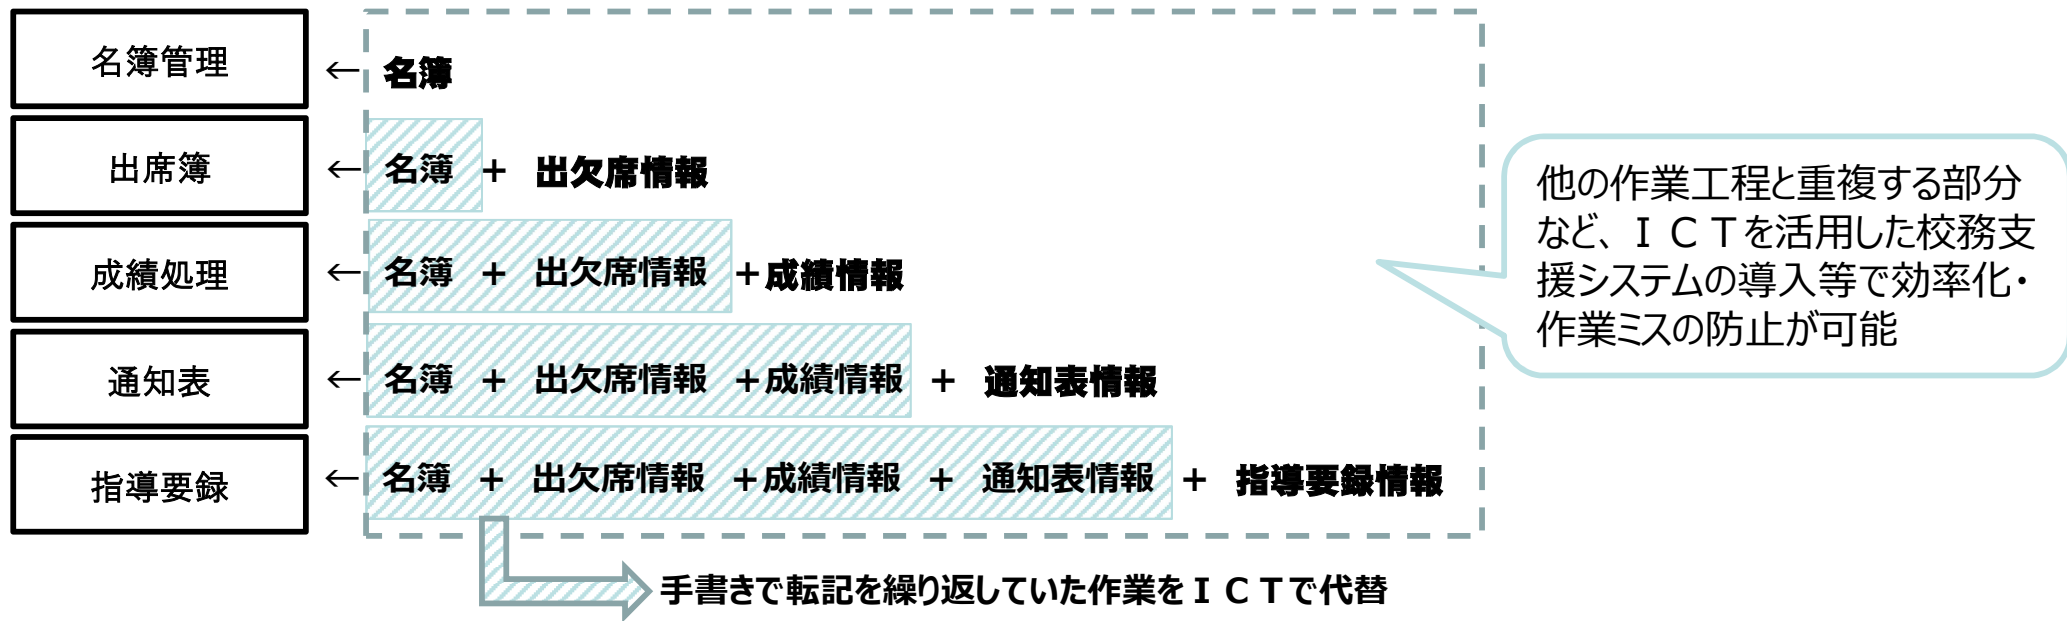 名簿管理 ← 名簿
出席簿 ← 名簿 + 出欠席情報
成績処理 ← 名簿 + 出欠席情報 +成績情報
通知表 ← 名簿 + 出欠席情報 +成績情報 + 通知表情報
指導要録 ← 名簿 + 出欠席情報 +成績情報 + 通知表情報 + 指導要録情報
他の作業工程と重複する部分
など、ＩＣＴを活用した校務支
援システムの導入等で効率化・
作業ミスの防止が可能
手書きで転記を繰り返していた作業をＩＣＴで代替